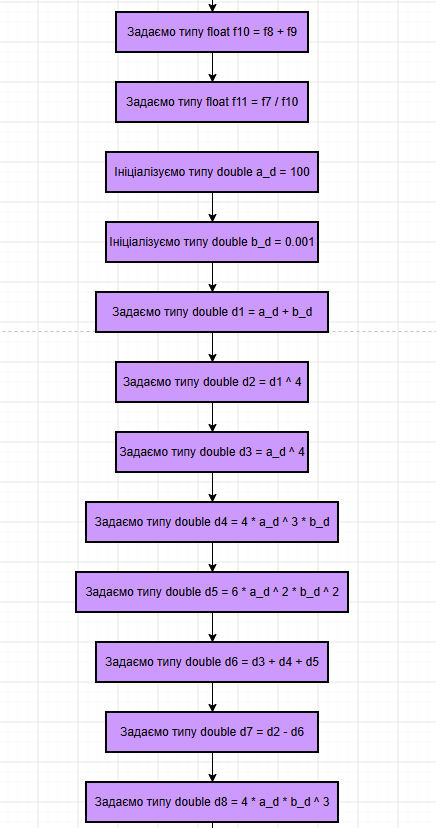 Задаємо типу float f10 = f8 + f9
Задаємо типу float f11 = f7 / f10
Ініціалізуємо типу double a_d = 100
Ініціалізуємо типу double b_d = 0.001
Задаємо типу double d1 = a_d + b_d
Задаємо типу double d2 = d1 ^ 4
Задаємо типу double d3 = a_d ^ 4
Задаємо типу double d4 = 4 * a_d ^ 3 * b_d
Задаємо типу double d5 = 6 * a_d ^ 2 * b_d ^ 2
Задаємо типу double d6 = d3 + d4 + d5
Задаємо типу double d7 = d2 - d6
Задаємо типу double d8 = 4 * a_d * b_d ^ 3